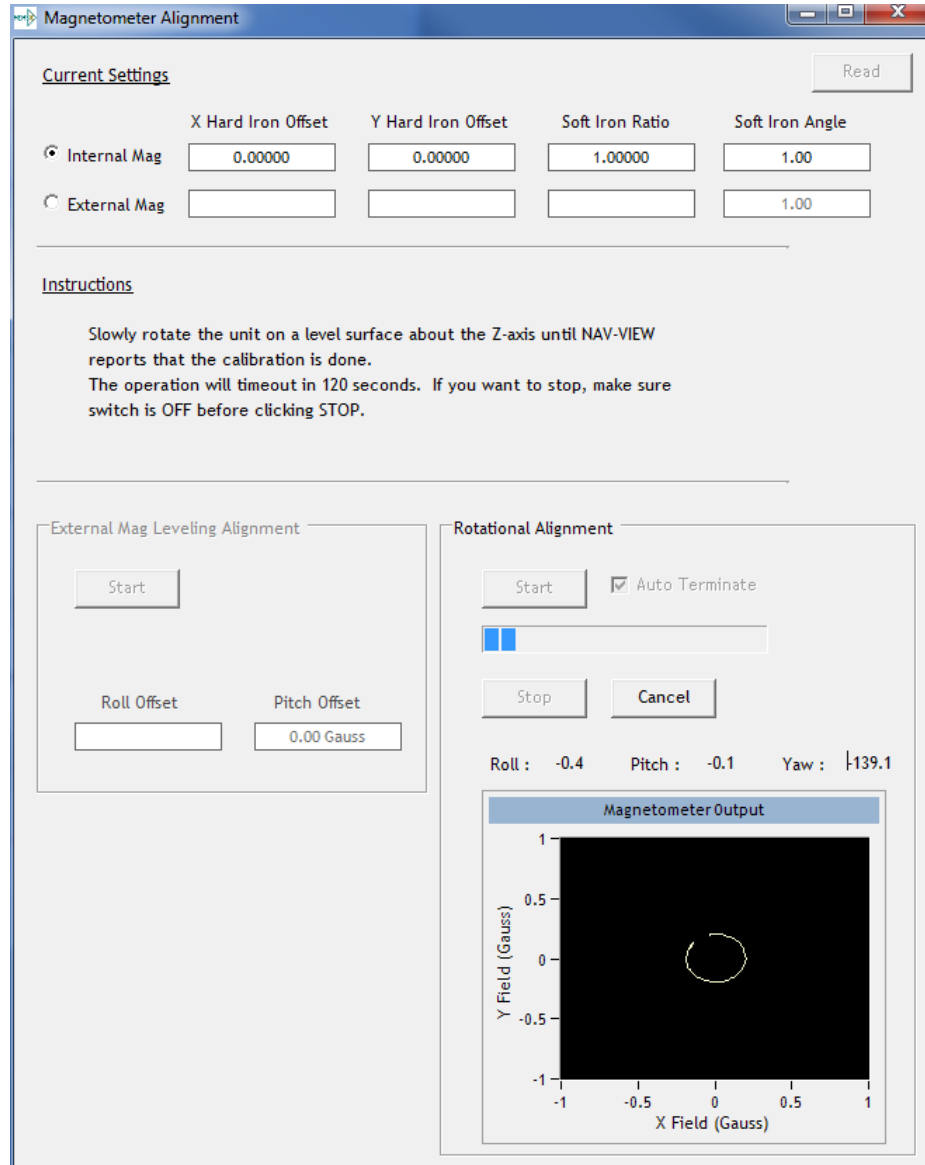 Magnetometer Alignment
Current Settings
Read
X Hard Iron Offset Y Hard Iron Offset Soft Iron Ratio Soft Iron Angle
Internal Mag 0.00000 0.00000 1.00000 1.00
External Mag 1.00
Instructions
Slowly rotate the unit on a level surface about the Z-axis until NAV-VIEW
reports that the calibration is done.
The operation will timeout in 120 seconds. If you want to stop, make sure
switch is OFF before clicking STOP.
External Mag Leveling Alignment
Start
Roll Offset Pitch Offset
0.00 Gauss
Rotational Alignment
Start Auto Terminate
Stop Cancel
Roll : -0.4 Pitch : -0.1 Yaw : -139.1
Magnetometer Output
Y Field (Gauss)
1
0.5
0
-0.5
-1
-1 -0.5 0 0.5 1
X Field (Gauss)